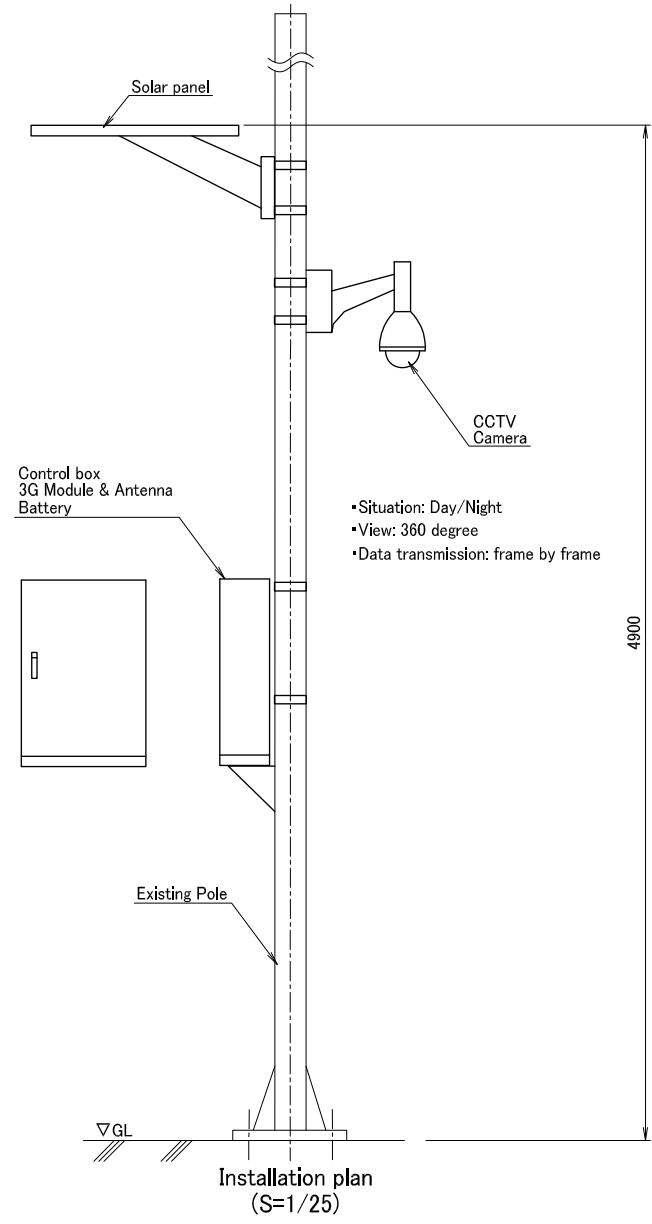 Solar panel
CCTV
Camera
Control box
3G Module & Antenna
Battery
▪Situation: Day/Night
▪View: 360 degree
▪Data transmission: frame by frame
4900
Existing Pole
▽GL
Installation plan
(S=1/25)